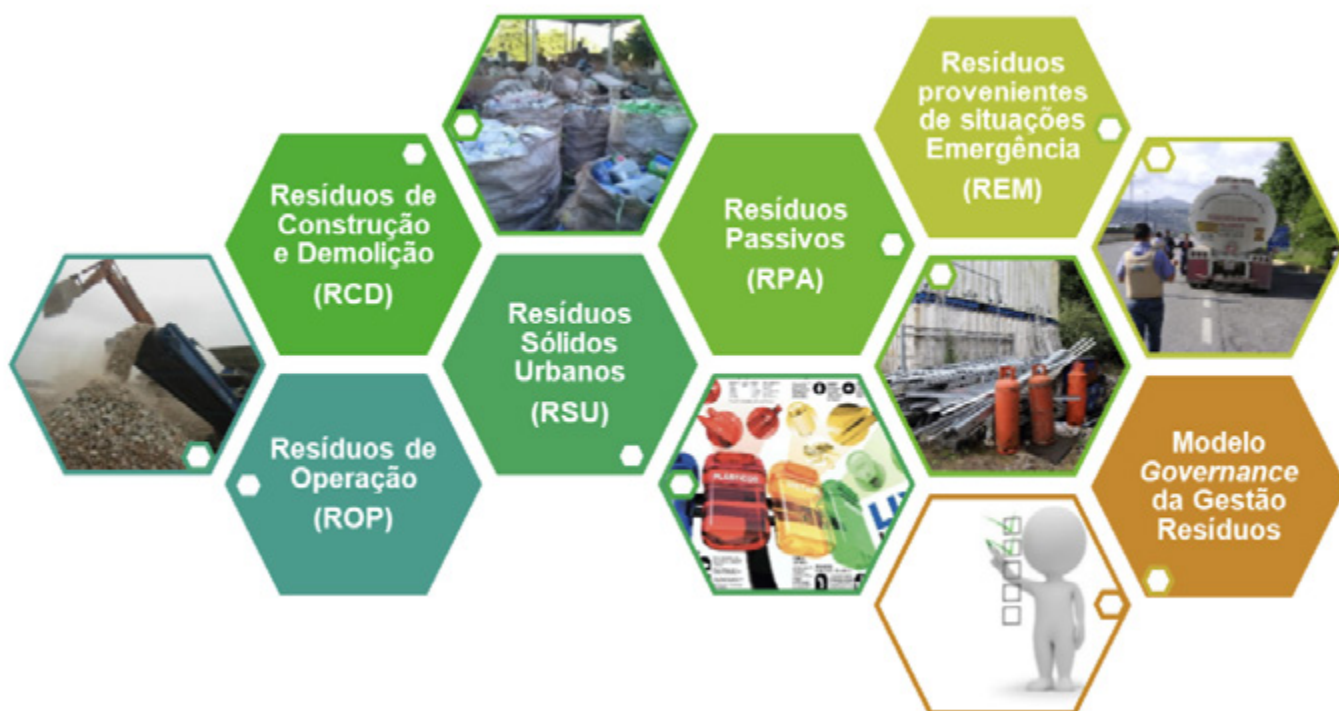 Resíduos de
Construção
e Demolição
(RCD)
Resíduos de
Operação
(ROP)
Resíduos
Sólidos
Urbanos
(RSU)
Resíduos
Passivos
(RPA)
PLÁSTICOS
Resíduos
provenientes
de situações
Emergência
(REM)
Modelo
Governance
da Gestão
Resíduos